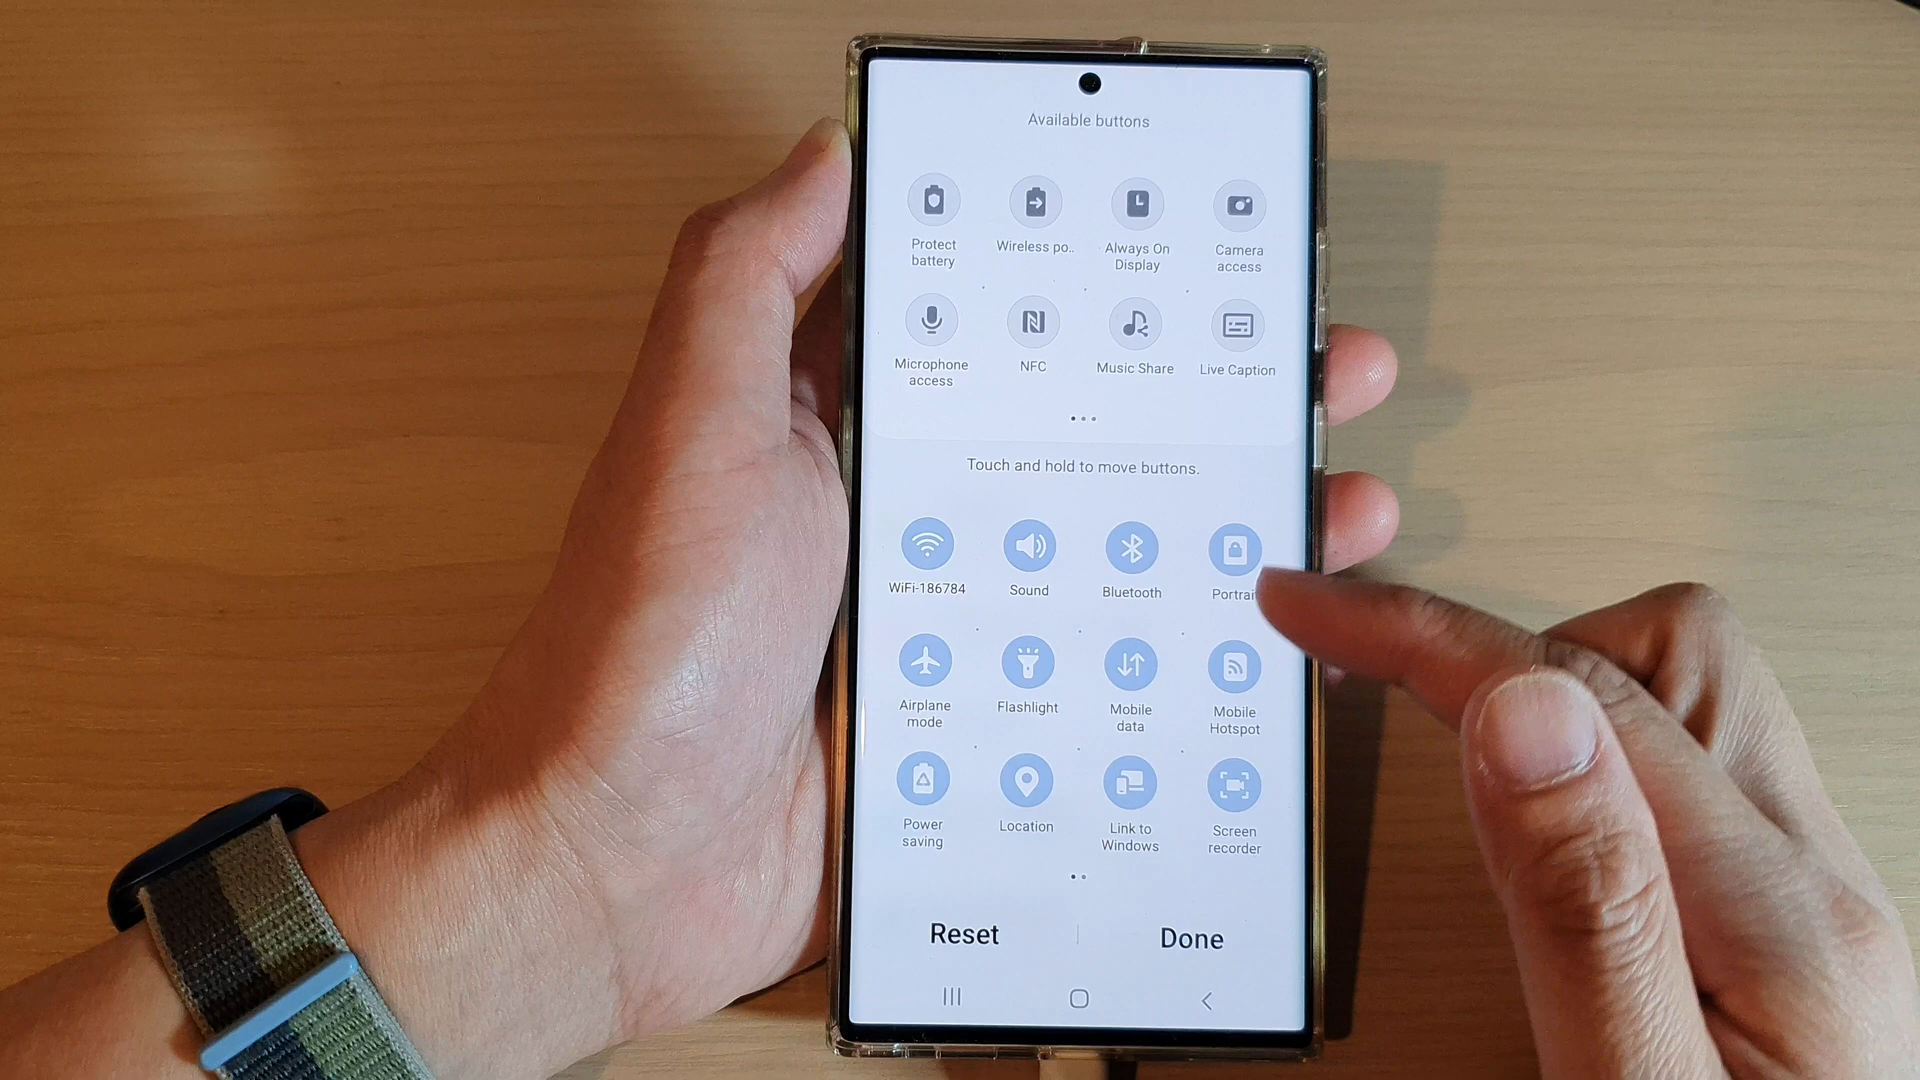 Available buttons
Protect battery
Wireless po..
Always On Display
Camera access
Microphone access
NFC
Music Share
Live Caption
Touch and hold to move buttons.
WiFi-186784
Sound
Bluetooth
Portrai
Airplane mode
Flashlight
Mobile data
Mobile Hotspot
Power saving
Location
Link to Windows
Screen recorder
Reset
Done